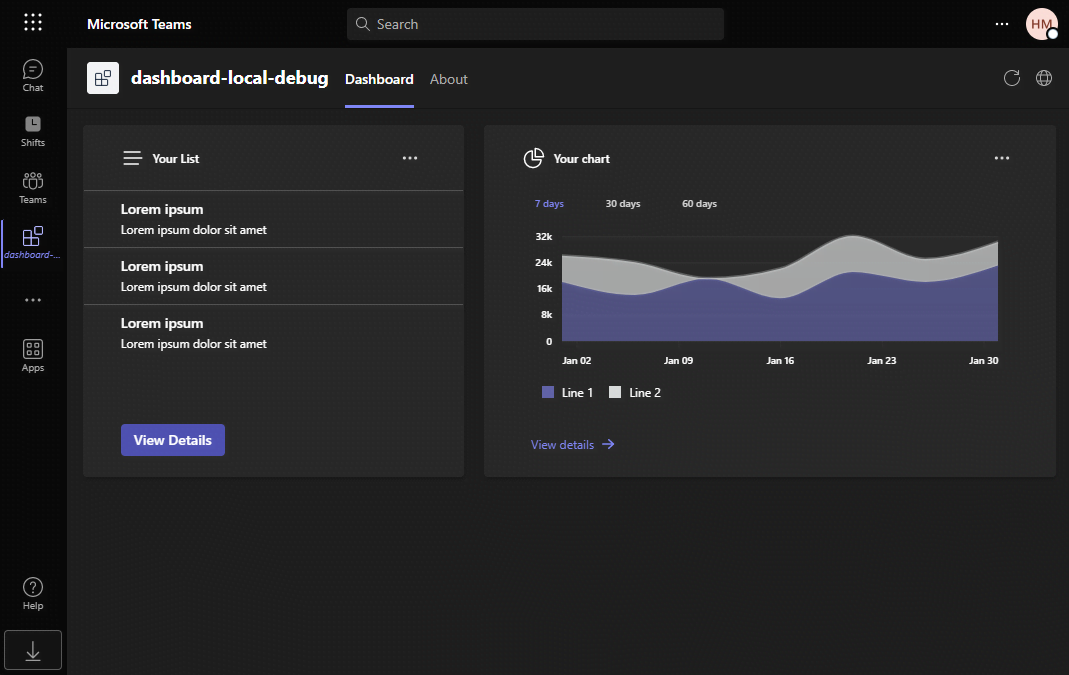 Microsoft Teams
Search
HM
Chat
Shifts
Teams
dashboard-...
Apps
Help
dashboard-local-debug
Dashboard
About
Your List
Lorem ipsum
Lorem ipsum dolor sit amet
Lorem ipsum
Lorem ipsum dolor sit amet
Lorem ipsum
Lorem ipsum dolor sit amet
View Details
Your chart
7 days 30 days 60 days
32k
24k
16k
8k
0
Jan 02 Jan 09 Jan 16 Jan 23 Jan 30
Line 1 Line 2
View details